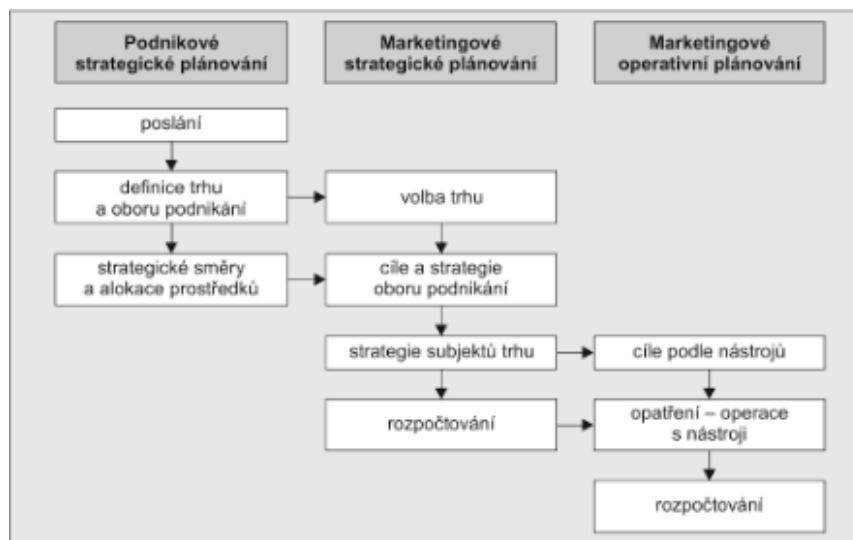 Podnikové
strategické plánování
Marketingové
strategické plánování
Marketingové
operativní plánování
poslání
definice trhu
a oboru podnikání
volba trhu
strategické směry
a alokace prostředků
cíle a strategie
oboru podnikání
strategie subjektů trhu
cíle podle nástrojů
rozpočtování
opatření – operace
s nástroji
rozpočtování